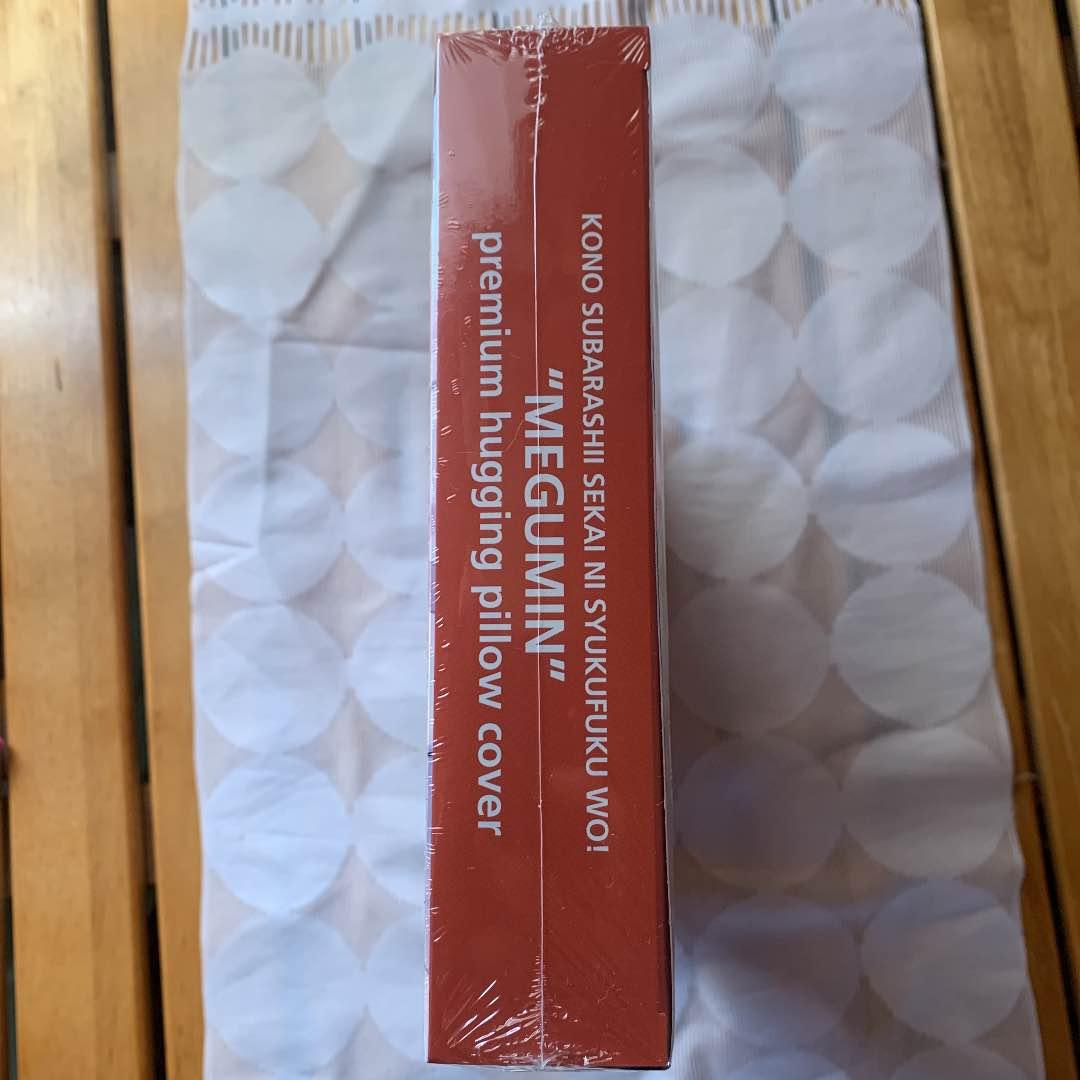 KONO SUBARASHII SEKAI NI SYUKUFUKU WO!
“MEGUMIN”
premium hugging pillow cover